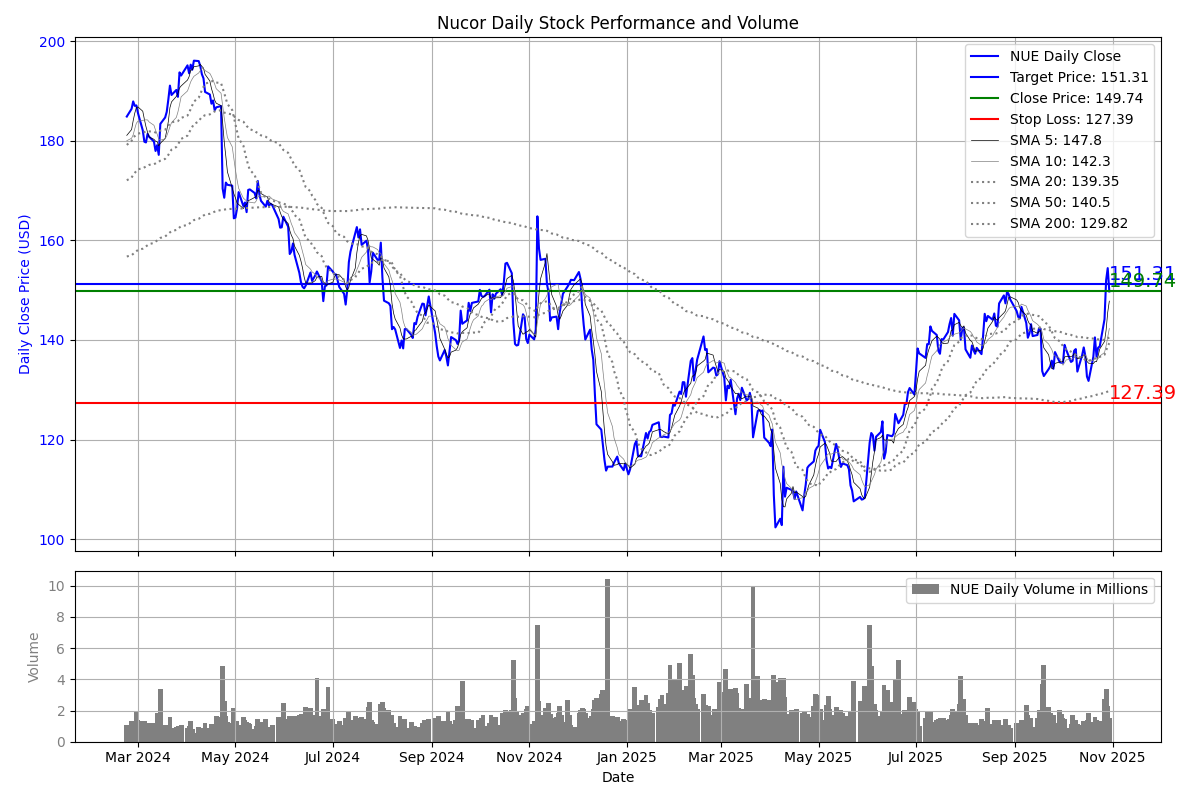 Nucor Daily Stock Performance and Volume
200
180
160
140
120
100
Daily Close Price (USD)
NUE Daily Close
Target Price: 151.31
Close Price: 149.74
Stop Loss: 127.39
SMA 5: 147.8
SMA 10: 142.3
SMA 20: 139.35
SMA 50: 140.5
SMA 200: 129.82
151.31
149.74
127.39
10
8
6
4
2
0
Volume
NUE Daily Volume in Millions
Mar 2024 May 2024 Jul 2024 Sep 2024 Nov 2024 Jan 2025 Mar 2025 May 2025 Jul 2025 Sep 2025 Nov 2025
Date